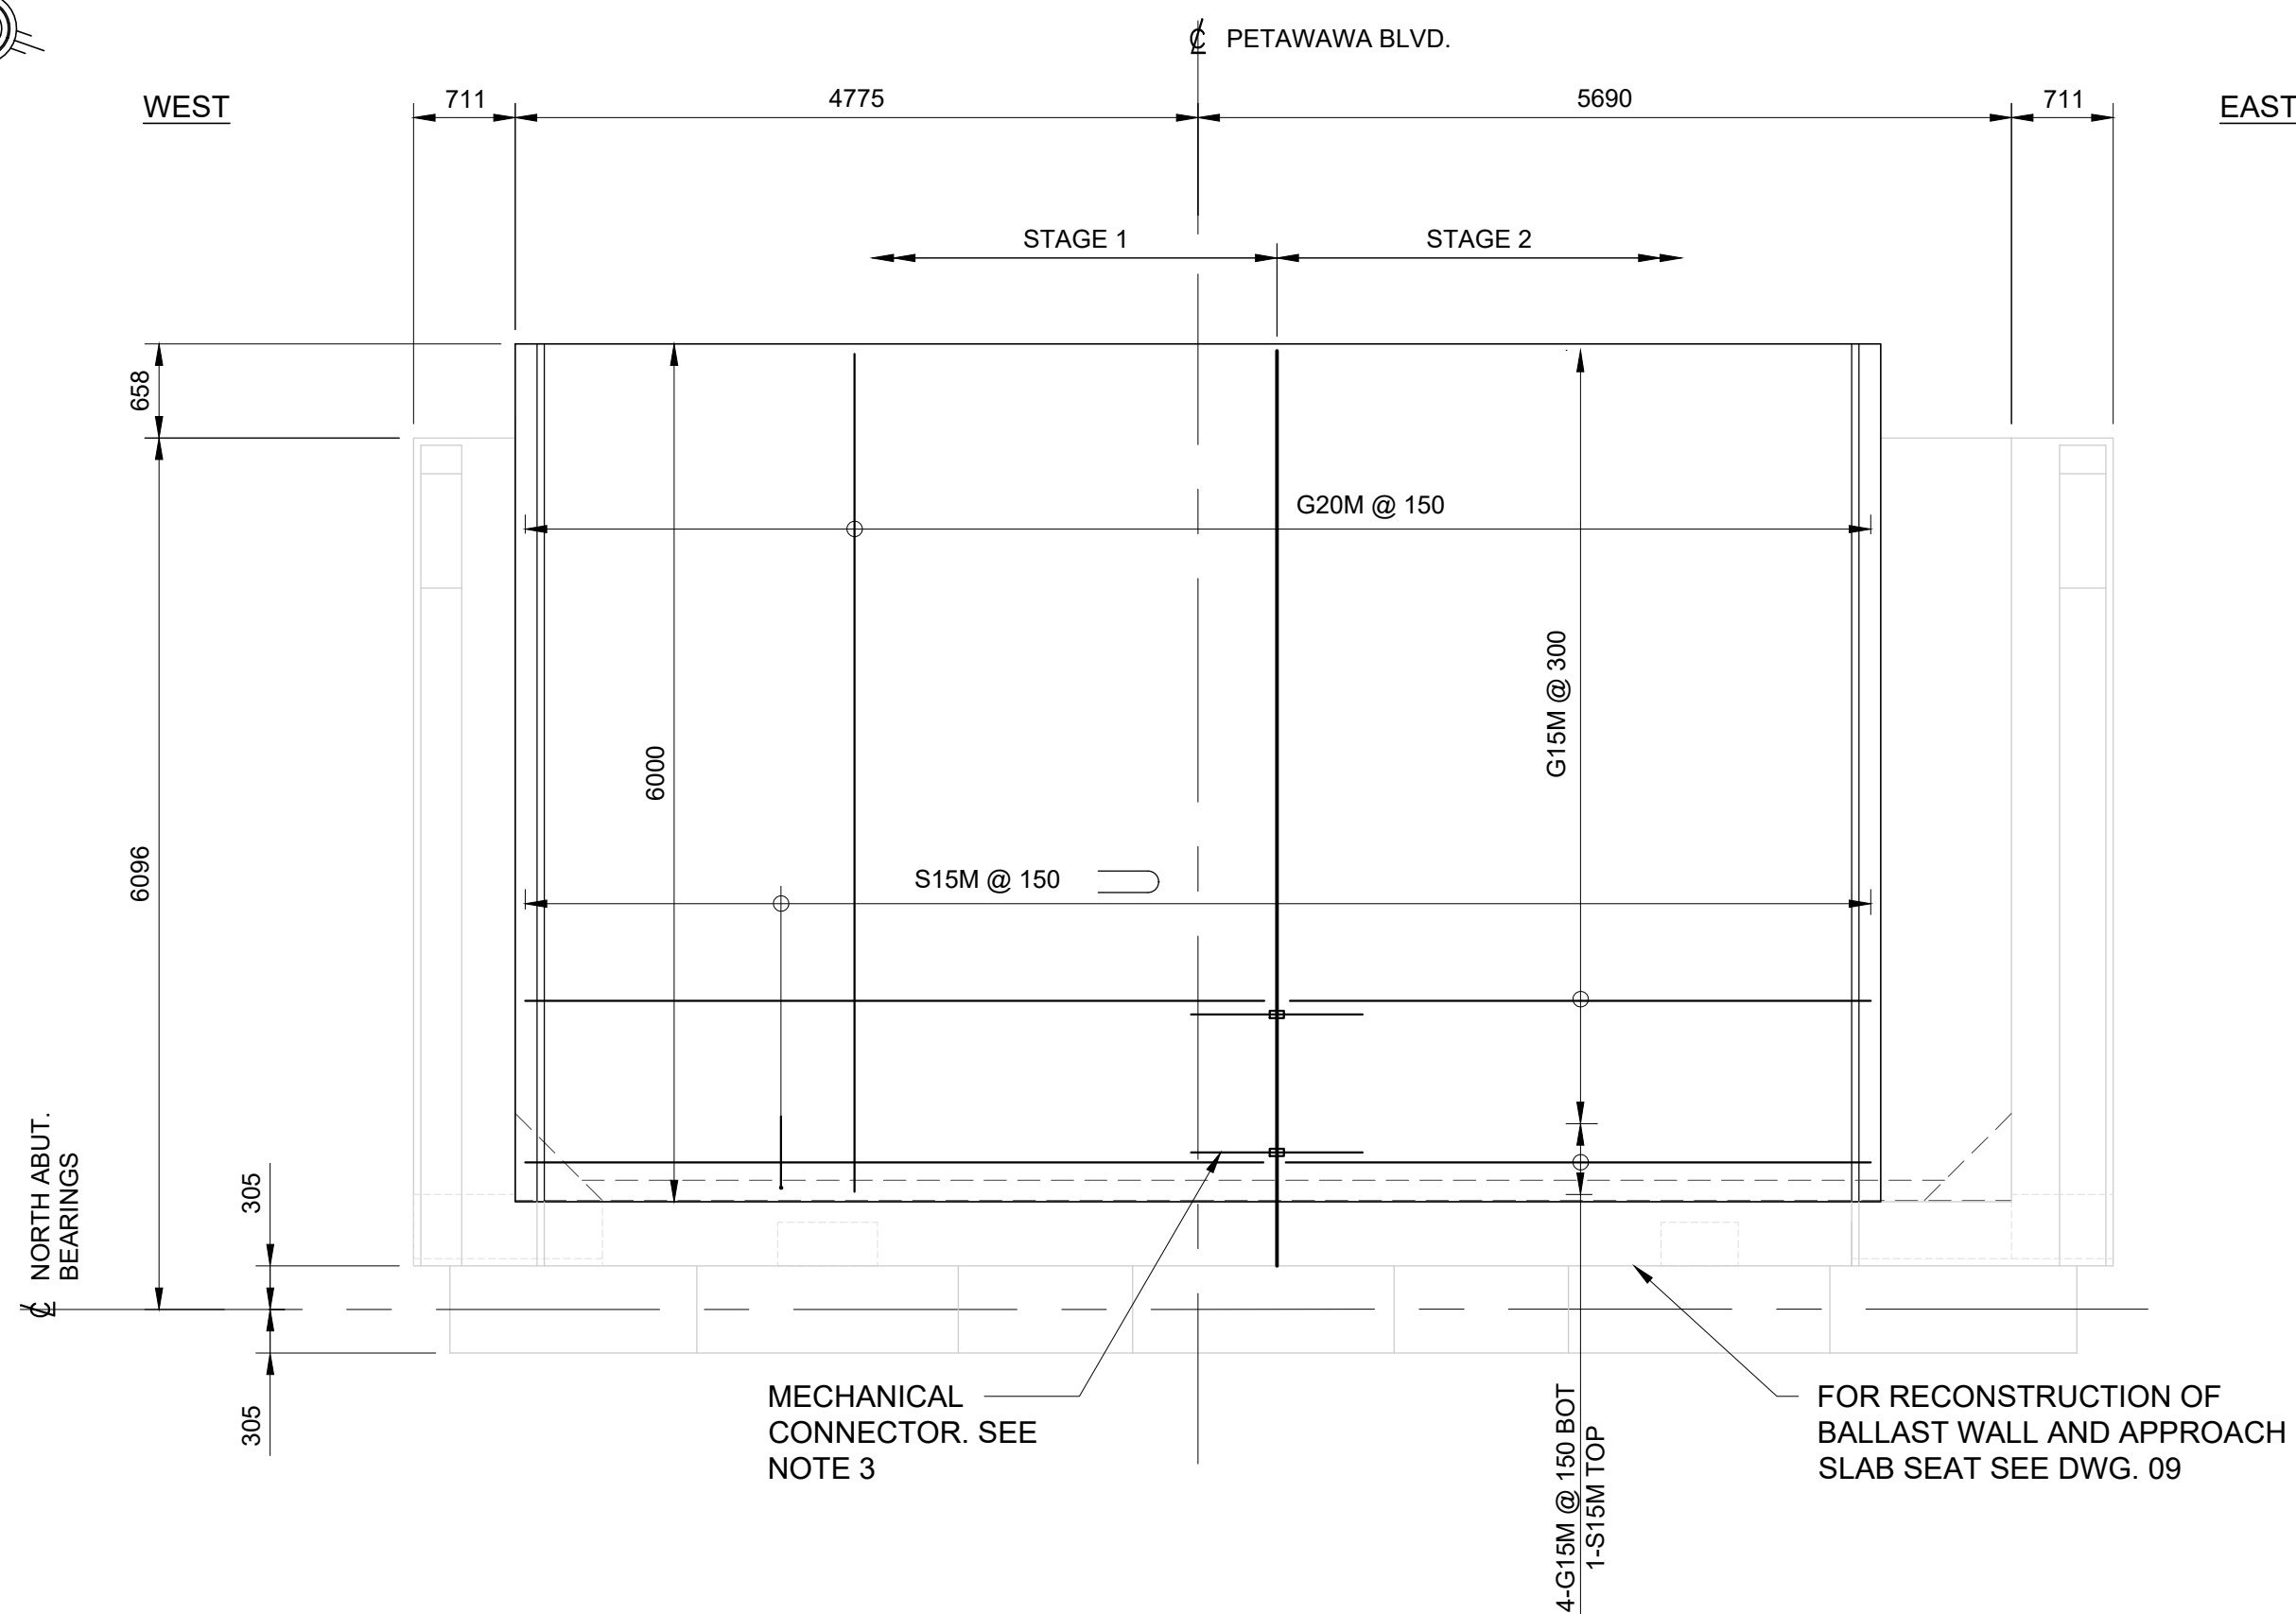 ℄ PETAWAWA BLVD.
WEST
711
4775
5690
711
EAST
STAGE 1
STAGE 2
658
G20M @ 150
G15M @ 300
6000
6096
S15M @ 150
NORTH ABUT.
℄ BEARINGS
305
305
MECHANICAL
CONNECTOR. SEE
NOTE 3
4-G15M @ 150 BOT
1-S15M TOP
FOR RECONSTRUCTION OF
BALLAST WALL AND APPROACH
SLAB SEAT SEE DWG. 09